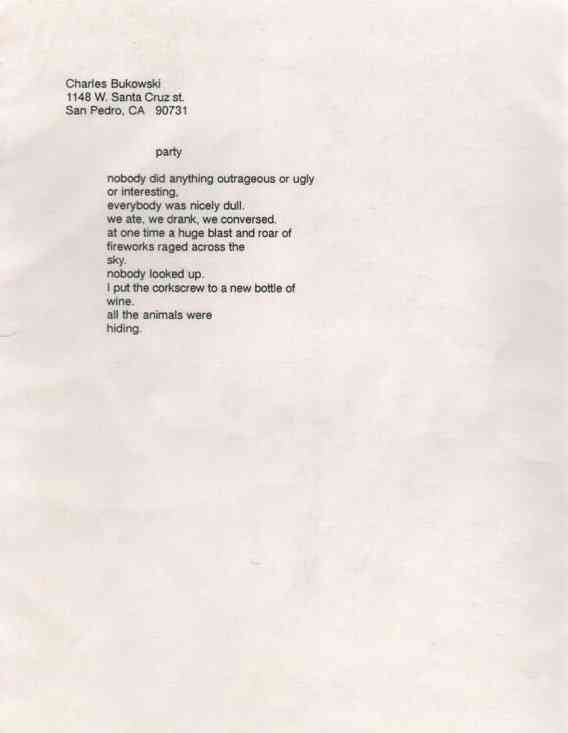 Charles Bukowski
1148 W. Santa Cruz st.
San Pedro, CA 90731
party
nobody did anything outrageous or ugly
or interesting,
everybody was nicely dull.
we ate, we drank, we conversed.
at one time a huge blast and roar of
fireworks raged across the
sky.
nobody looked up.
I put the corkscrew to a new bottle of
wine.
all the animals were
hiding.